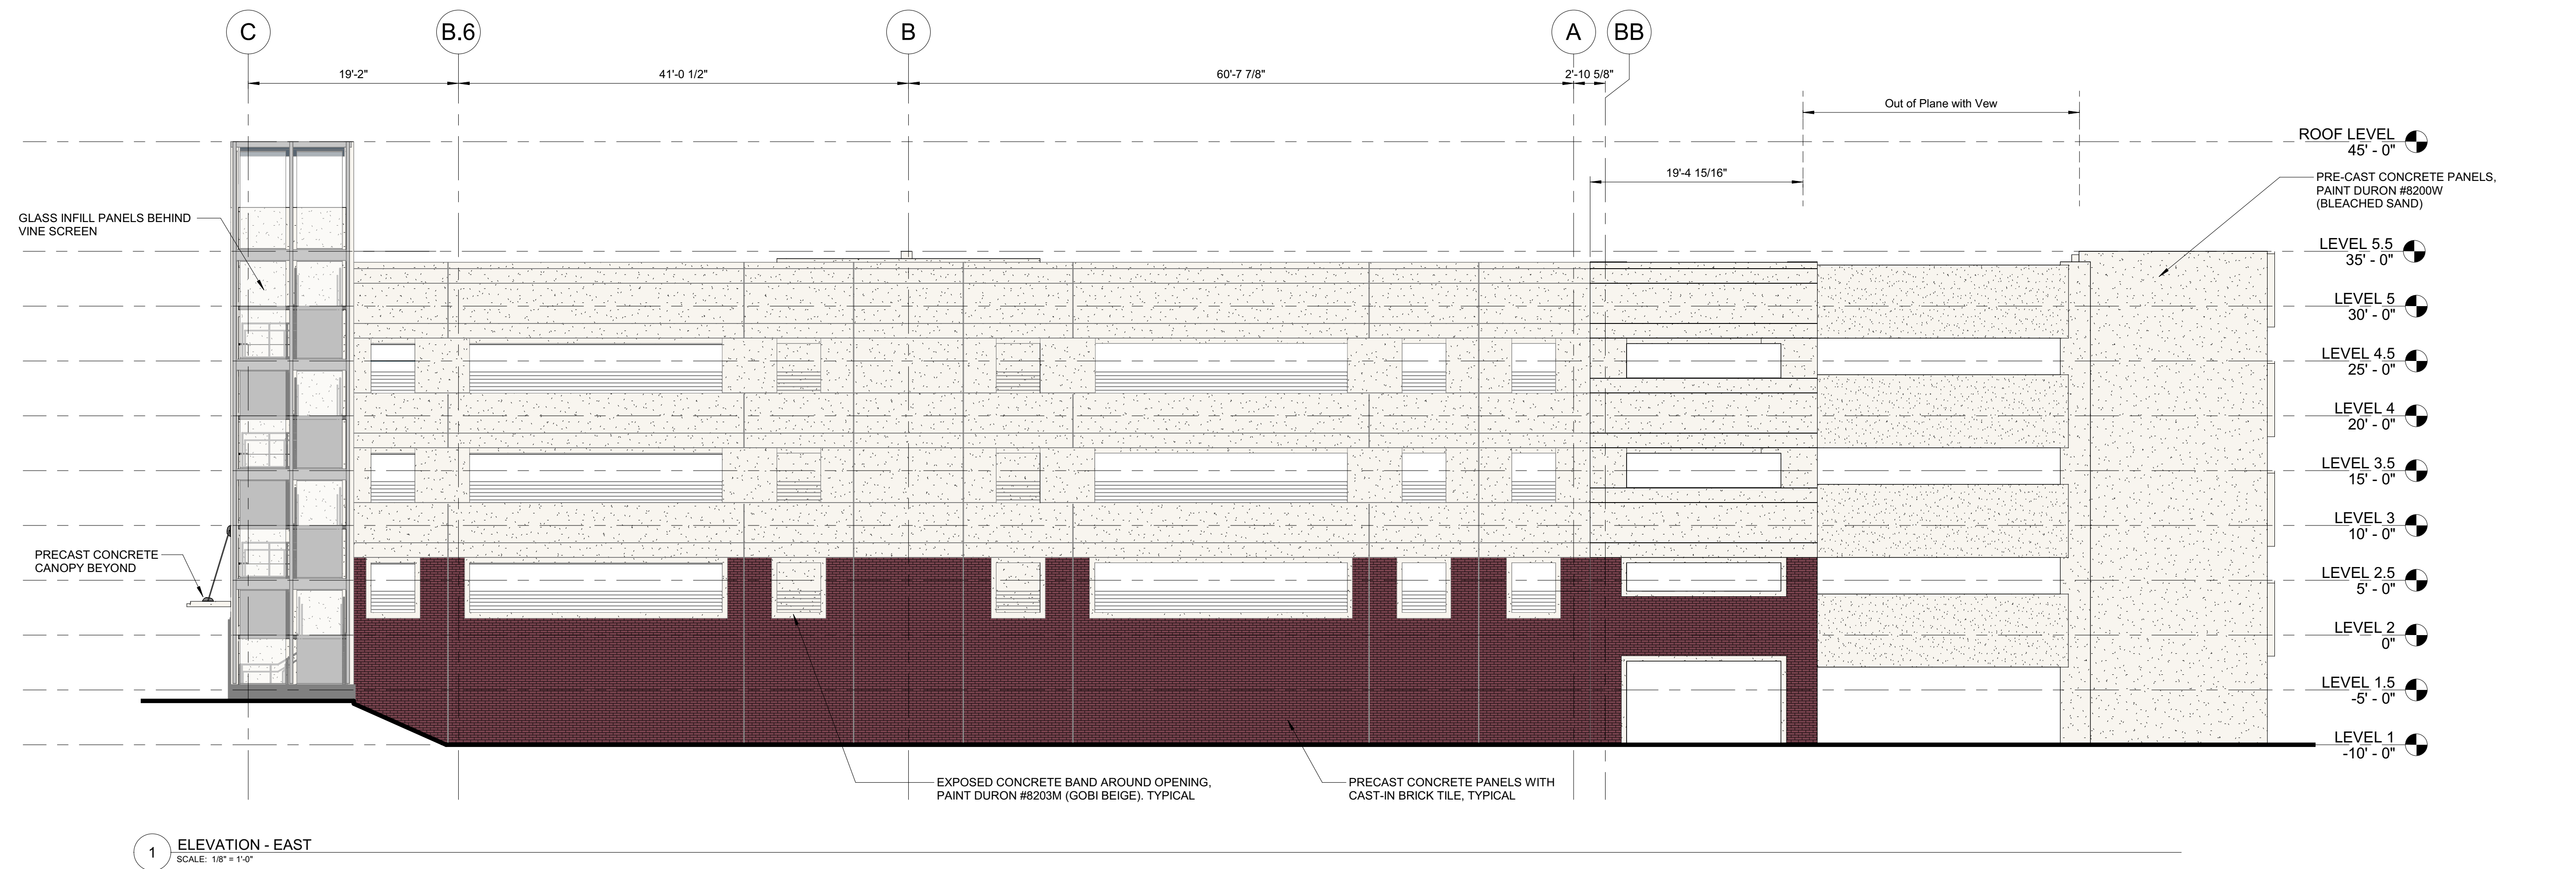 C
B.6
B
A
BB
19'-2"
41'-0 1/2"
60'-7 7/8"
2'-10 5/8"
Out of Plane with Vew
ROOF LEVEL
45' - 0"
19'-4 15/16"
PRE-CAST CONCRETE PANELS,
PAINT DURON #8200W
(BLEACHED SAND)
GLASS INFILL PANELS BEHIND
VINE SCREEN
LEVEL 5.5
35' - 0"
LEVEL 5
30' - 0"
LEVEL 4.5
25' - 0"
LEVEL 4
20' - 0"
LEVEL 3.5
15' - 0"
LEVEL 3
10' - 0"
PRECAST CONCRETE
CANOPY BEYOND
LEVEL 2.5
5' - 0"
LEVEL 2
0"
LEVEL 1.5
-5' - 0"
LEVEL 1
-10' - 0"
EXPOSED CONCRETE BAND AROUND OPENING,
PAINT DURON #8203M (GOBI BEIGE). TYPICAL
PRECAST CONCRETE PANELS WITH
CAST-IN BRICK TILE, TYPICAL
1
ELEVATION - EAST
SCALE: 1/8" = 1'-0"